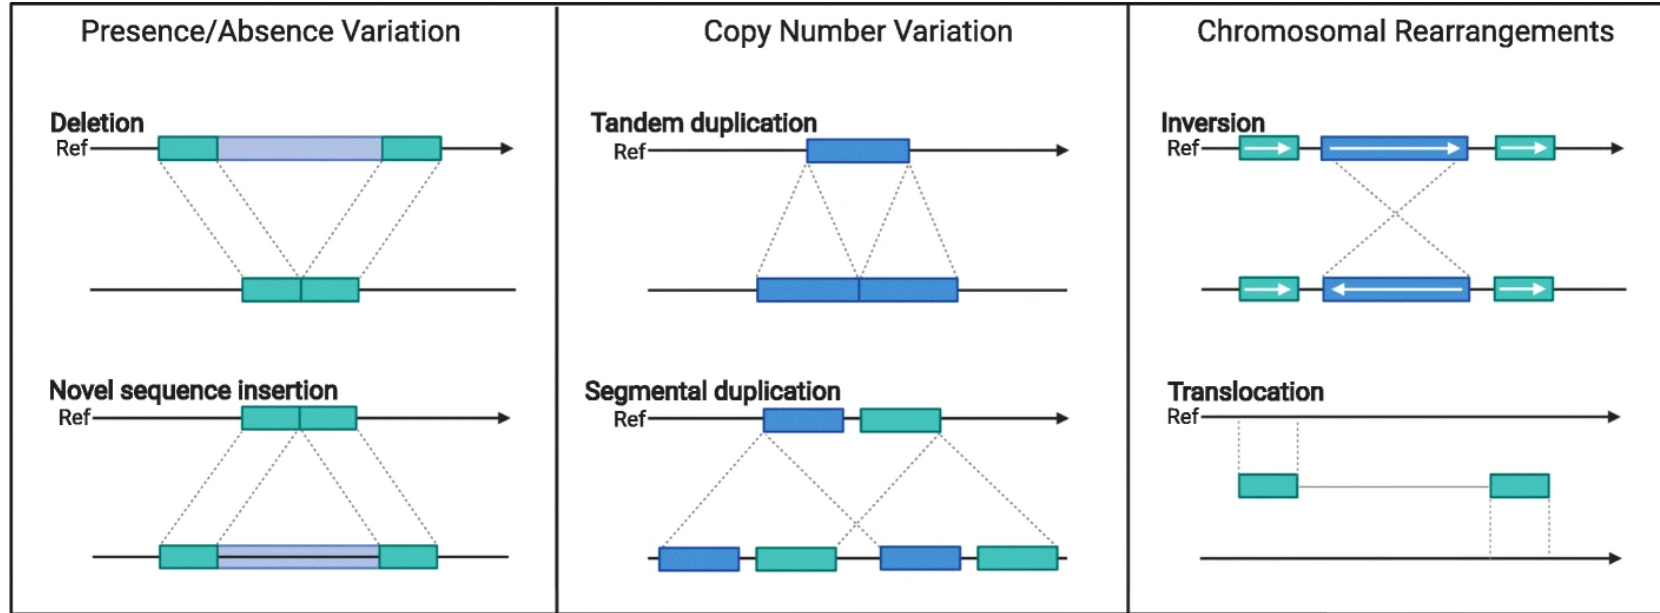 Presence/Absence Variation
Deletion
Ref
Novel sequence insertion
Ref
Copy Number Variation
Tandem duplication
Ref
Segmental duplication
Ref
Chromosomal Rearrangements
Inversion
Ref
Translocation
Ref